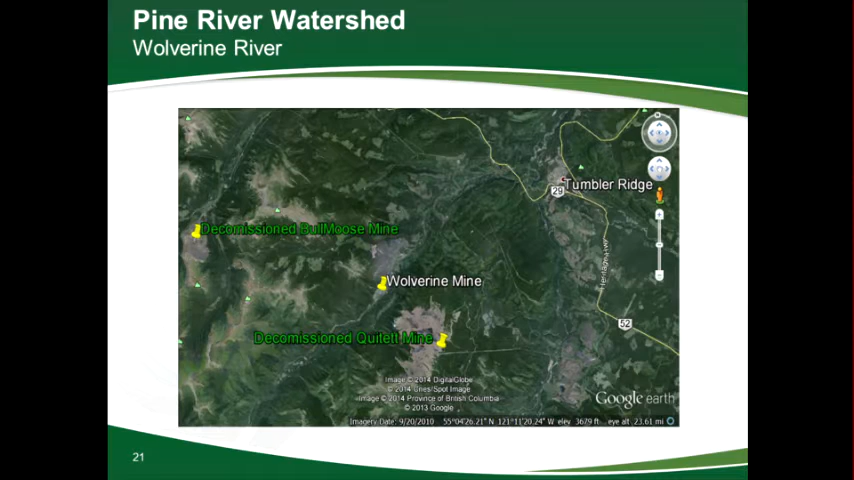 Pine River Watershed
Wolverine River
Tumbler Ridge
29
Decomissioned BullMoose Mine
Wolverine Mine
52
Decomissioned Quitett Mine
Image © 2014 DigitalGlobe
© 2014 Cnes/Spot Image
Image © 2014 Province of British Columbia
© 2013 Google
Google earth
Imagery Date: 9/20/2010 55°04'26.21" N 121°11'20.24" W elev 3679 ft eye alt 23.61 mi
21